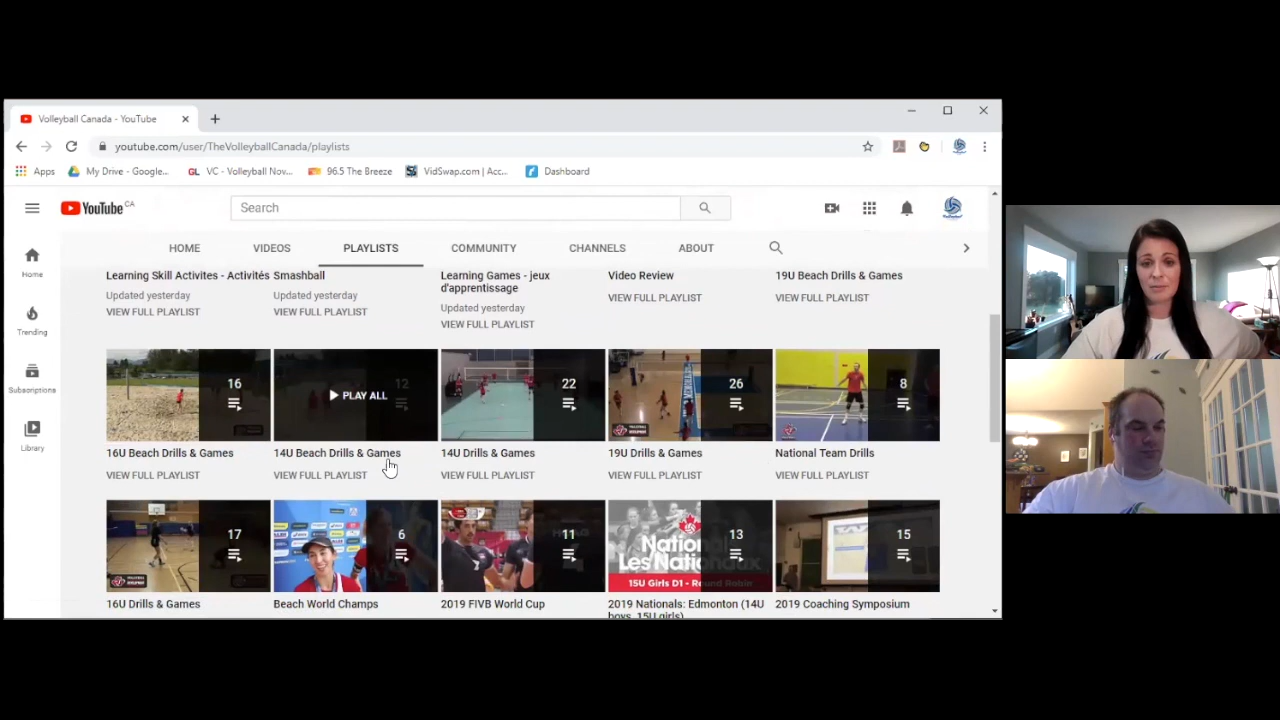 Volleyball Canada - YouTube
youtube.com/user/TheVolleyballCanada/playlists
Apps My Drive - Google... VC - Volleyball Nov... 96.5 The Breeze VidSwap.com | Acc... Dashboard
YouTube CA Search
HOME VIDEOS PLAYLISTS COMMUNITY CHANNELS ABOUT
Home
Trending
Subscriptions
Library
Learning Skill Activites - Activités
Updated yesterday
VIEW FULL PLAYLIST
Smashball
Updated yesterday
VIEW FULL PLAYLIST
Learning Games - jeux
d'apprentissage
Updated yesterday
VIEW FULL PLAYLIST
Video Review
VIEW FULL PLAYLIST
19U Beach Drills & Games
VIEW FULL PLAYLIST
16
16U Beach Drills & Games
VIEW FULL PLAYLIST
PLAY ALL 12
14U Beach Drills & Games
VIEW FULL PLAYLIST
22
14U Drills & Games
VIEW FULL PLAYLIST
26
19U Drills & Games
VIEW FULL PLAYLIST
8
National Team Drills
VIEW FULL PLAYLIST
17
16U Drills & Games
6
Beach World Champs
11
2019 FIVB World Cup
13
National
Les Nationaux
15U Girls D1 - Round Robin
2019 Nationals: Edmonton (14U
boys, 15U girls)
15
2019 Coaching Symposium